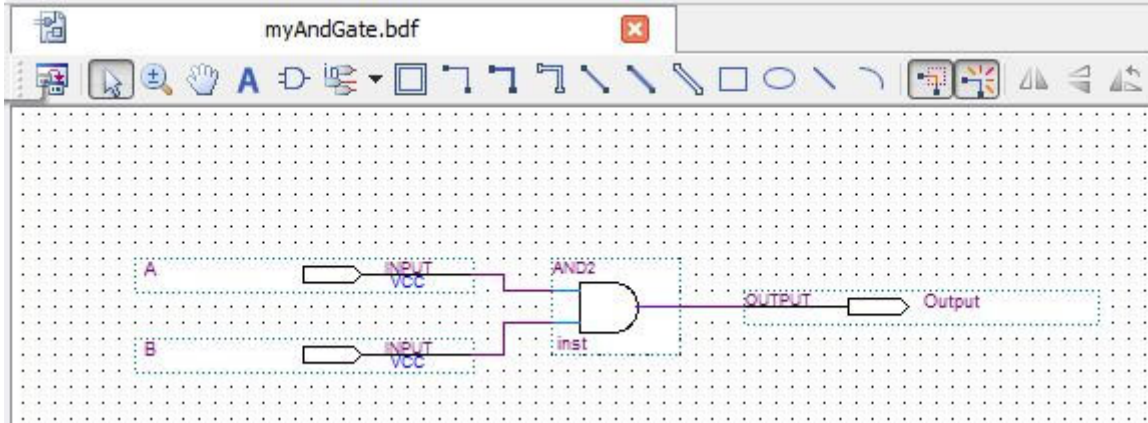 myAndGate.bdf
A
A
INPUT
VCC
AND2
OUTPUT
Output
B
INPUT
VCC
inst